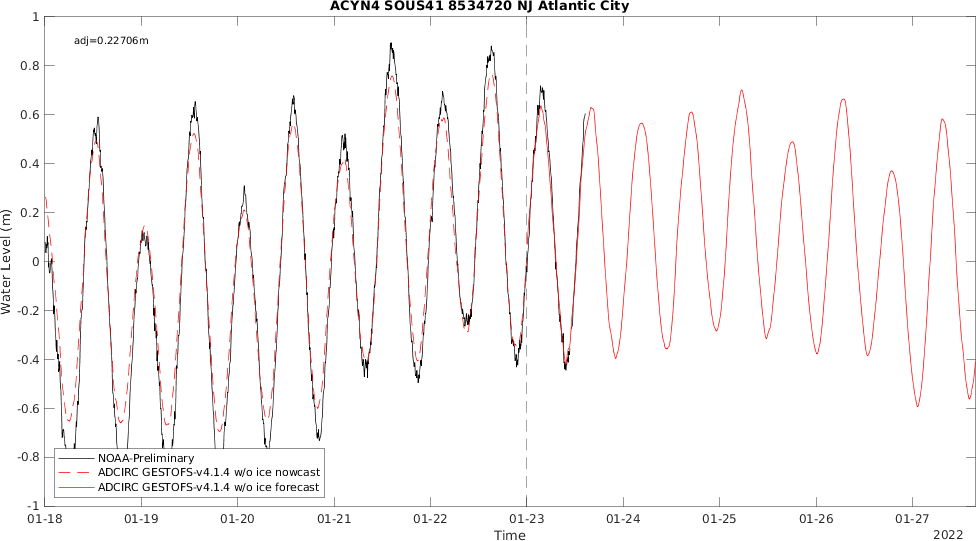 ACYN4 SOUS41 8534720 NJ Atlantic City
adj=0.22706m
1
0.8
0.6
0.4
0.2
0
-0.2
-0.4
-0.6
-0.8
-1
Water Level (m)
NOAA-Preliminary
ADCIRC GESTOFS-v4.1.4 w/o ice nowcast
ADCIRC GESTOFS-v4.1.4 w/o ice forecast
01-18 01-19 01-20 01-21 01-22 01-23 01-24 01-25 01-26 01-27
Time
2022